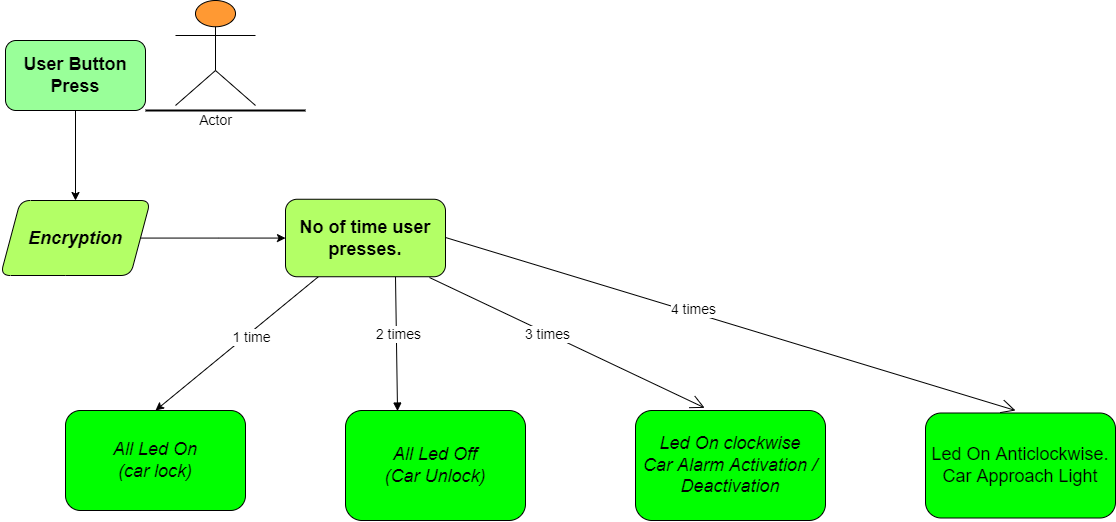 User Button
Press
Actor
Encryption
No of time user
presses.
1 time
2 times
3 times
4 times
All Led On
(car lock)
All Led Off
(Car Unlock)
Led On clockwise
Car Alarm Activation /
Deactivation
Led On Anticlockwise.
Car Approach Light